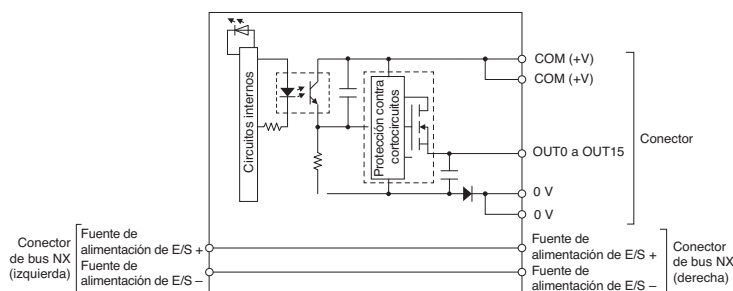 Circuitos internos
Protección contra
cortocircuitos
COM (+V)
COM (+V)
OUT0 a OUT15
0 V
0 V
Conector
Conector
de bus NX
(izquierda)
Fuente de
alimentación de E/S +
Fuente de
alimentación de E/S –
Fuente de
alimentación de E/S +
Fuente de
alimentación de E/S –
Conector
de bus NX
(derecha)